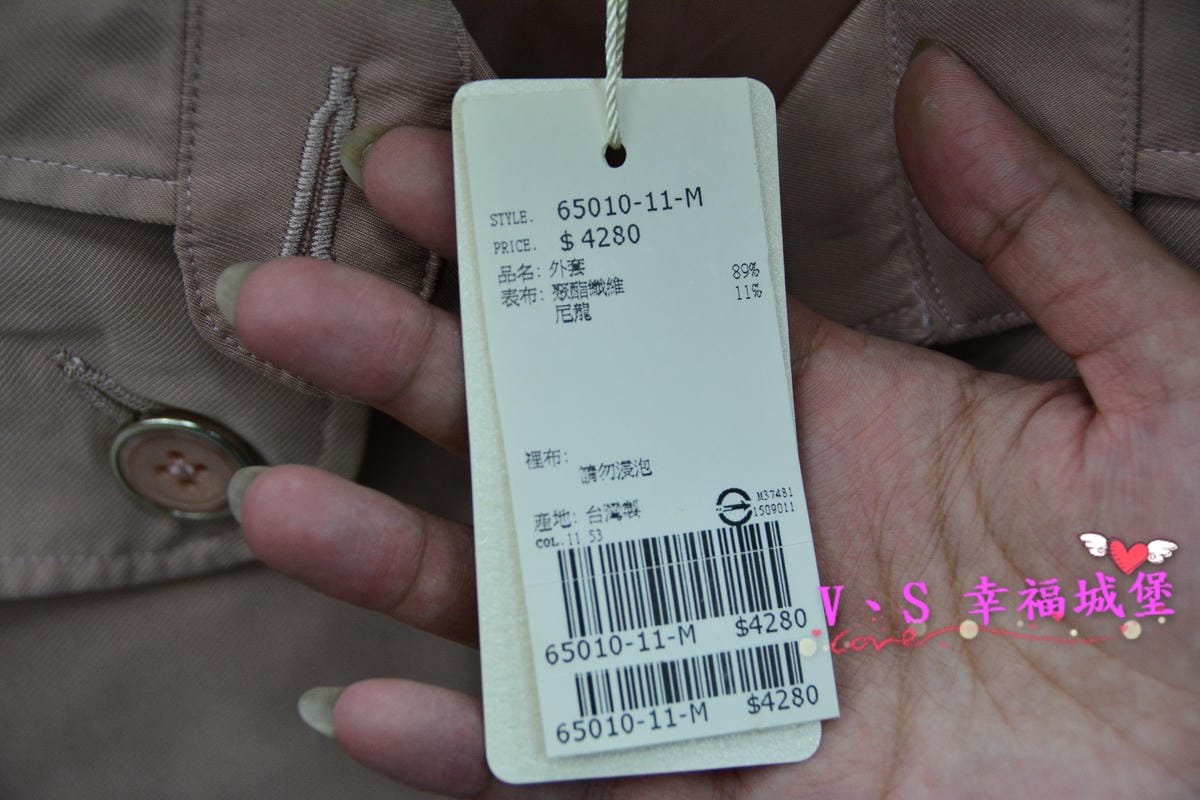 STYLE. 65010-11-M
PRICE. $4280
品名: 外套
表布: 聚酯纖維 89%
尼龍 11%
裡布:
請勿浸泡
產地: 台灣製
M37481
1509011
COL.11 53
65010-11-M $4280
65010-11-M $4280
V、S 幸福城堡
Love